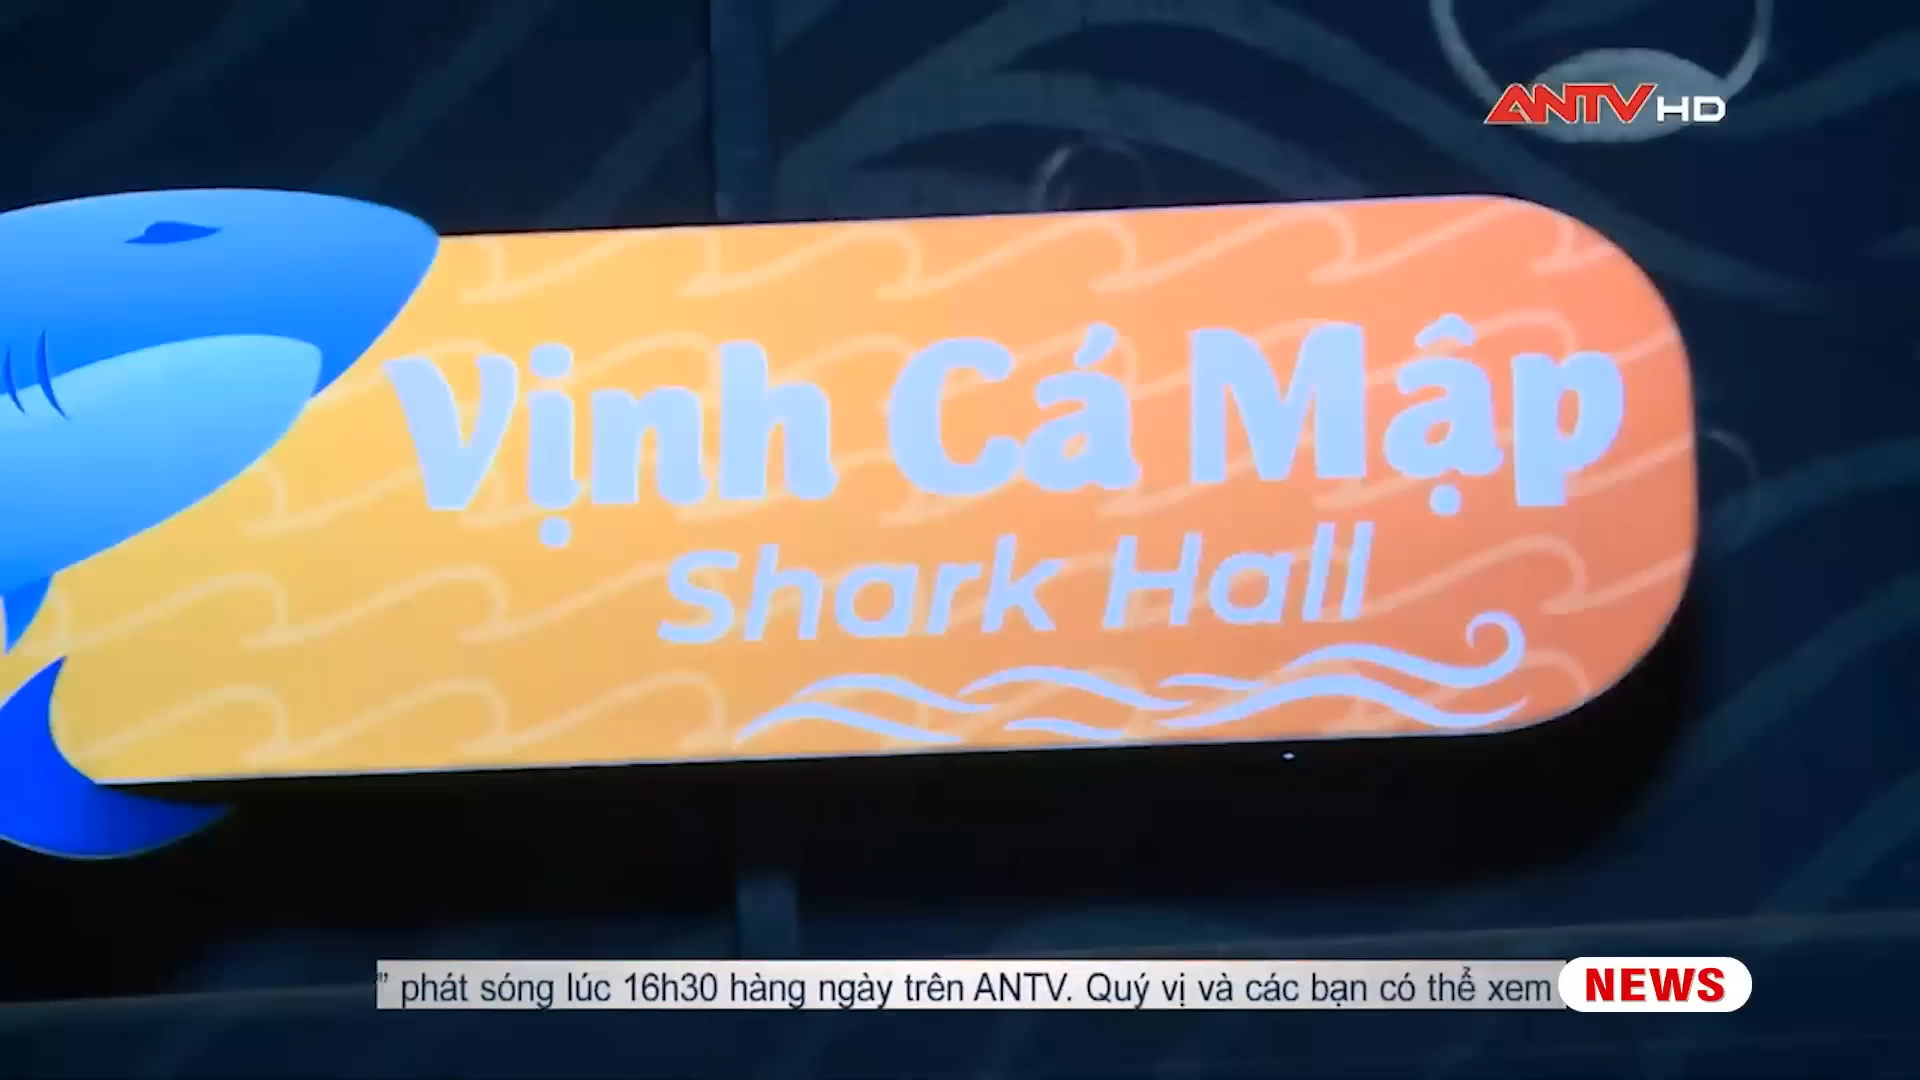 ANTV HD
Vịnh Cá Mập
Shark Hall
” phát sóng lúc 16h30 hàng ngày trên ANTV. Quý vị và các bạn có thể xem
NEWS